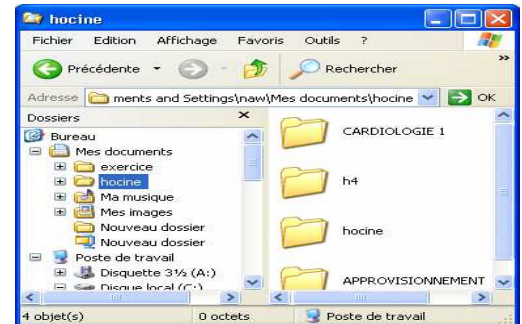 hocine
Fichier Edition Affichage Favoris Outils ?
Précédente Rechercher »
Adresse ments and Settings\naw\Mes documents\hocine OK
Dossiers ×
Bureau
Mes documents
exercice
hocine
Ma musique
Mes images
Nouveau dossier
Nouveau dossier
Poste de travail
Disquette 3½ (A:)
Disque local (C:)
CARDIOLOGIE 1
h4
hocine
APPROVISIONNEMENT
4 objet(s) 0 octets Poste de travail